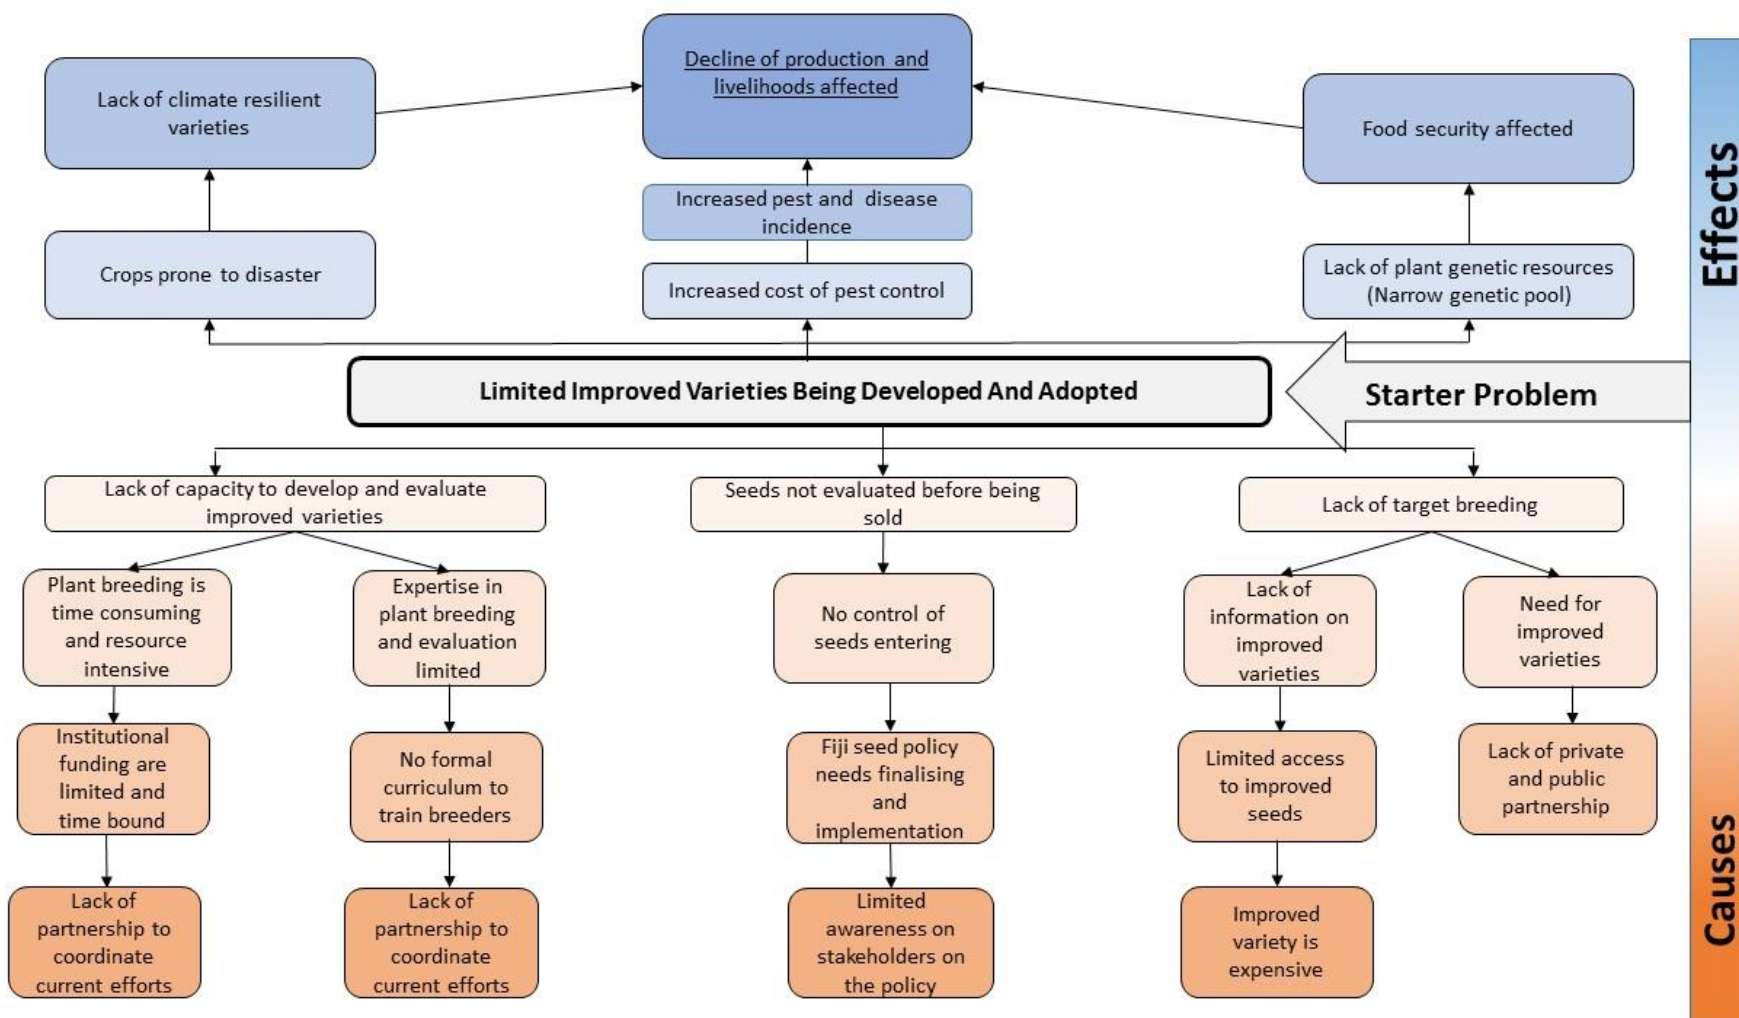 Decline of production and
livelihoods affected
Lack of climate resilient
varieties
Food security affected
Increased pest and disease
incidence
Crops prone to disaster
Increased cost of pest control
Lack of plant genetic resources
(Narrow genetic pool)
Effects
Limited Improved Varieties Being Developed And Adopted
Starter Problem
Lack of capacity to develop and evaluate
improved varieties
Seeds not evaluated before being
sold
Lack of target breeding
Plant breeding is
time consuming
and resource
intensive
Expertise in
plant breeding
and evaluation
limited
No control of
seeds entering
Lack of
information on
improved
varieties
Need for
improved
varieties
Institutional
funding are
limited and
time bound
No formal
curriculum to
train breeders
Fiji seed policy
needs finalising
and
implementation
Limited access
to improved
seeds
Lack of private
and public
partnership
Lack of
partnership to
coordinate
current efforts
Lack of
partnership to
coordinate
current efforts
Limited
awareness on
stakeholders on
the policy
Improved
variety is
expensive
Causes